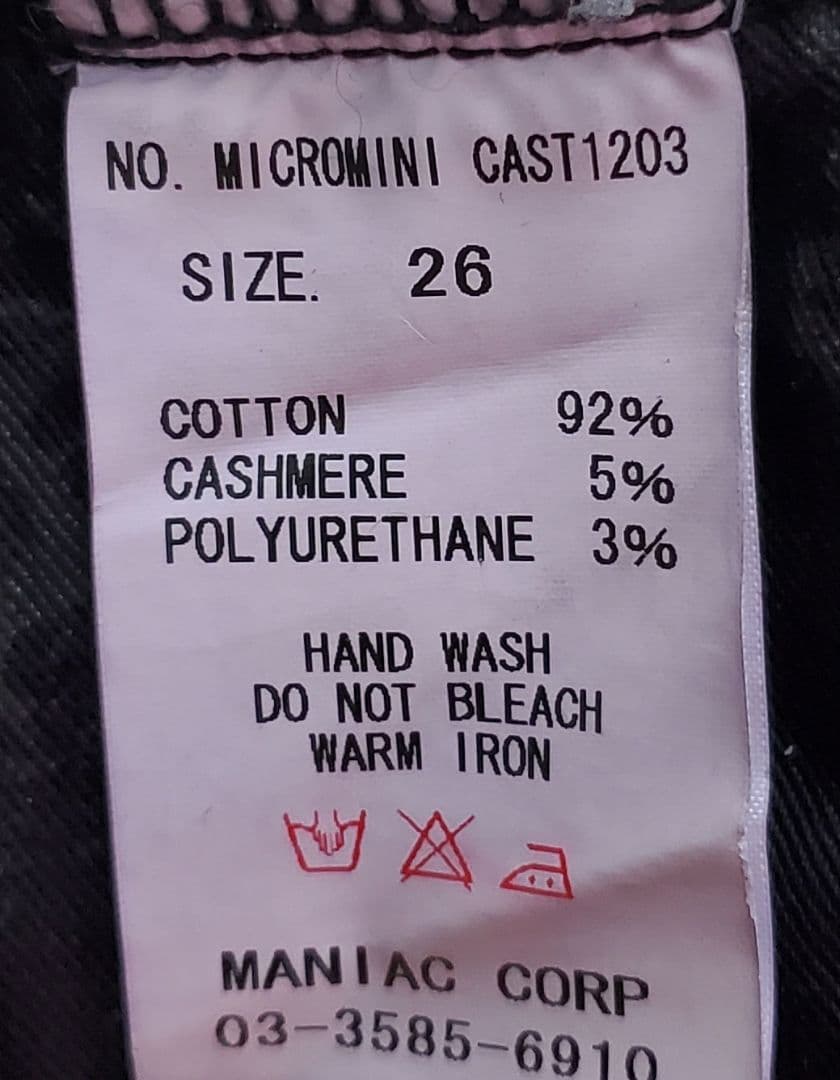 NO. MICROMINI CAST1203
SIZE. 26
COTTON 92%
CASHMERE 5%
POLYURETHANE 3%
HAND WASH
DO NOT BLEACH
WARM IRON
MANIAC CORP
03-3585-6910